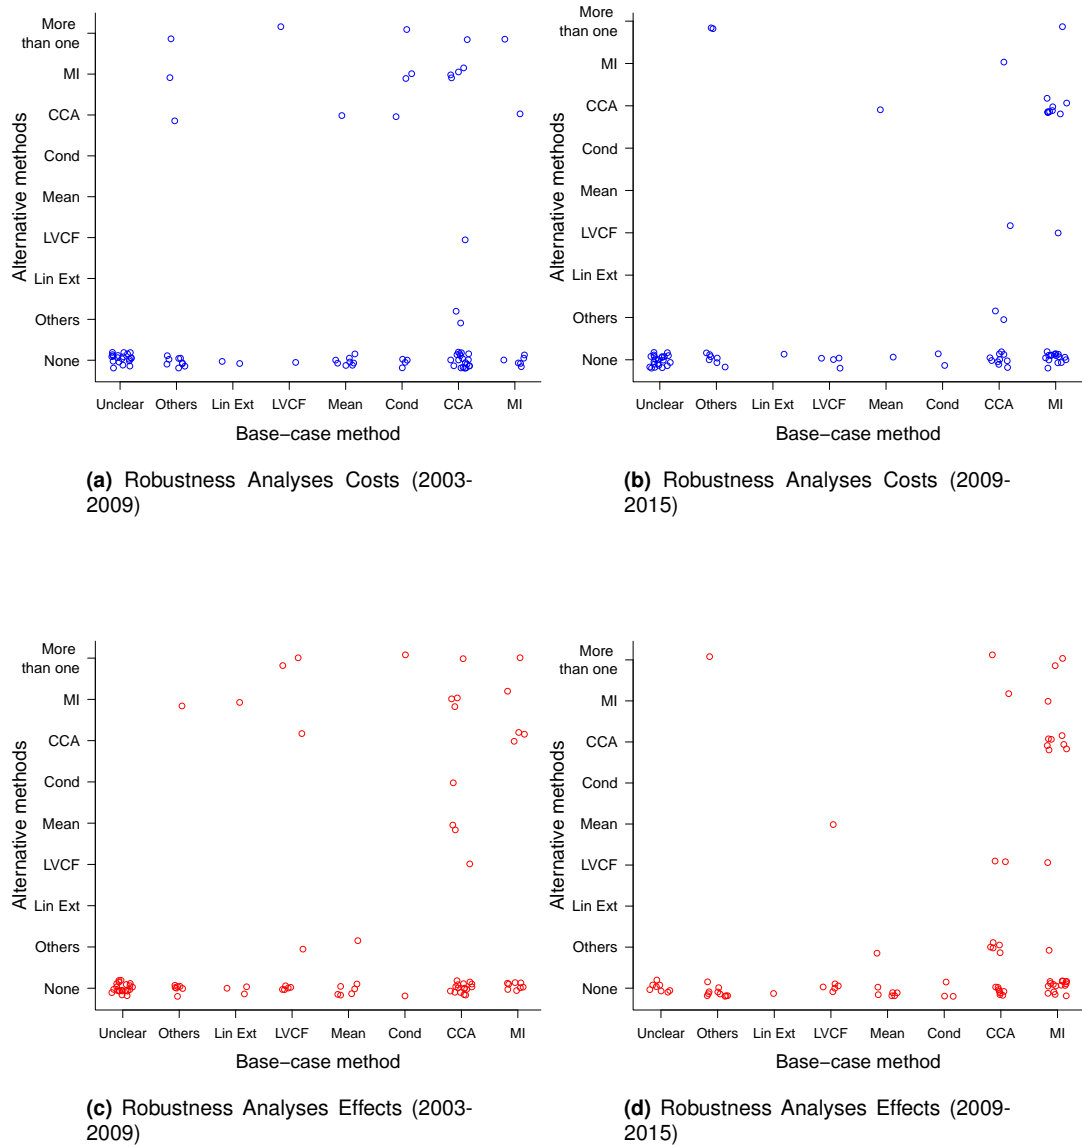 More
than one
MI
CCA
Cond
Mean
LVCF
Lin Ext
Others
None
Alternative methods
Unclear Others Lin Ext LVCF Mean Cond CCA MI
Base−case method
(a) Robustness Analyses Costs (2003-
2009)
More
than one
MI
CCA
Cond
Mean
LVCF
Lin Ext
Others
None
Alternative methods
Unclear Others Lin Ext LVCF Mean Cond CCA MI
Base−case method
(b) Robustness Analyses Costs (2009-
2015)
More
than one
MI
CCA
Cond
Mean
LVCF
Lin Ext
Others
None
Alternative methods
Unclear Others Lin Ext LVCF Mean Cond CCA MI
Base−case method
(c) Robustness Analyses Effects (2003-
2009)
More
than one
MI
CCA
Cond
Mean
LVCF
Lin Ext
Others
None
Alternative methods
Unclear Others Lin Ext LVCF Mean Cond CCA MI
Base−case method
(d) Robustness Analyses Effects (2009-
2015)